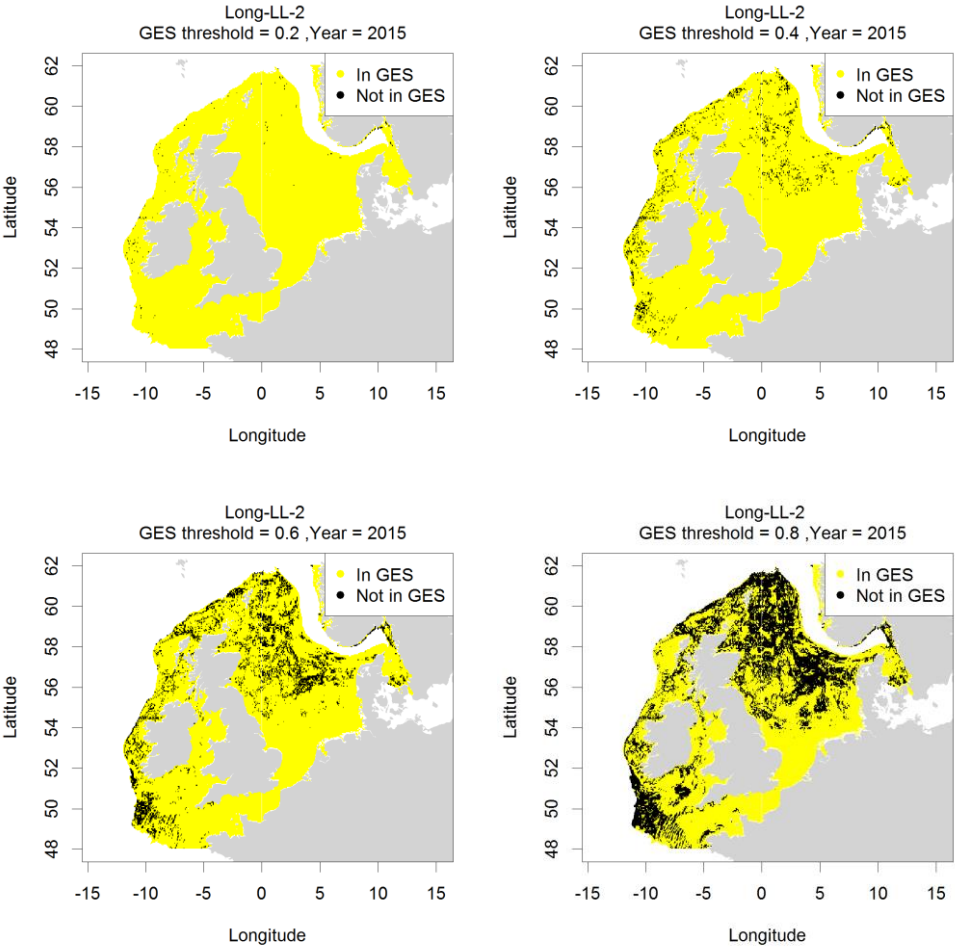 Long-LL-2
GES threshold = 0.2 ,Year = 2015
In GES
Not in GES
Latitude
62
60
58
56
54
52
50
48
-15 -10 -5 0 5 10 15
Longitude
Long-LL-2
GES threshold = 0.4 ,Year = 2015
In GES
Not in GES
Latitude
62
60
58
56
54
52
50
48
-15 -10 -5 0 5 10 15
Longitude
Long-LL-2
GES threshold = 0.6 ,Year = 2015
In GES
Not in GES
Latitude
62
60
58
56
54
52
50
48
-15 -10 -5 0 5 10 15
Longitude
Long-LL-2
GES threshold = 0.8 ,Year = 2015
In GES
Not in GES
Latitude
62
60
58
56
54
52
50
48
-15 -10 -5 0 5 10 15
Longitude